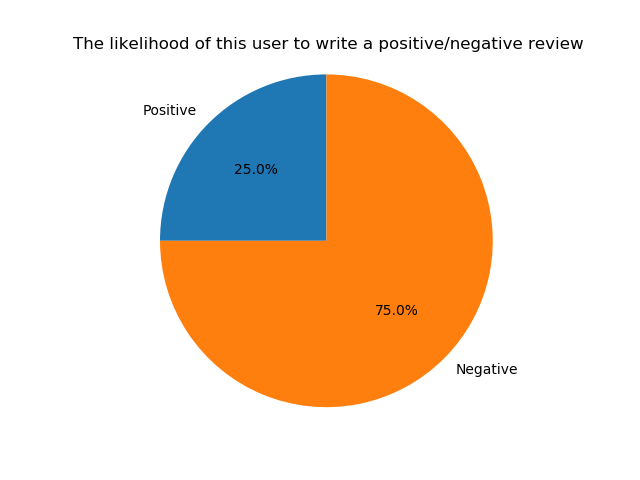 The likelihood of this user to write a positive/negative review
Positive
25.0%
75.0%
Negative